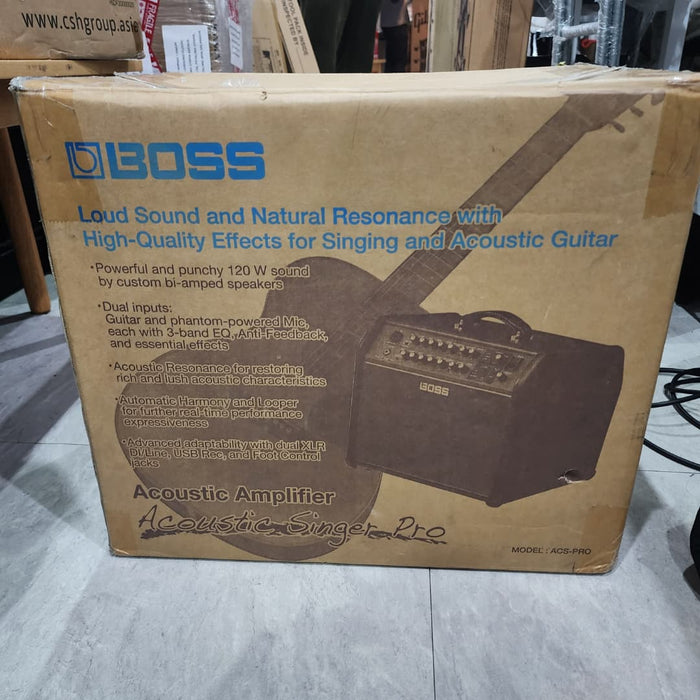 www.cshgroup.asia
FRAGILE
BOSS
Loud Sound and Natural Resonance with
High-Quality Effects for Singing and Acoustic Guitar
•Powerful and punchy 120 W sound
by custom bi-amped speakers
•Dual inputs:
Guitar and phantom-powered Mic,
each with 3-band EQ, Anti-Feedback,
and essential effects
•Acoustic Resonance for restoring
rich and lush acoustic characteristics
•Automatic Harmony and Looper
for further real-time performance
expressiveness
•Advanced adaptability with dual XLR
DI/Line, USB Rec, and Foot Control
jacks
BOSS
Acoustic Amplifier
Acoustic Singer Pro
MODEL : ACS-PRO